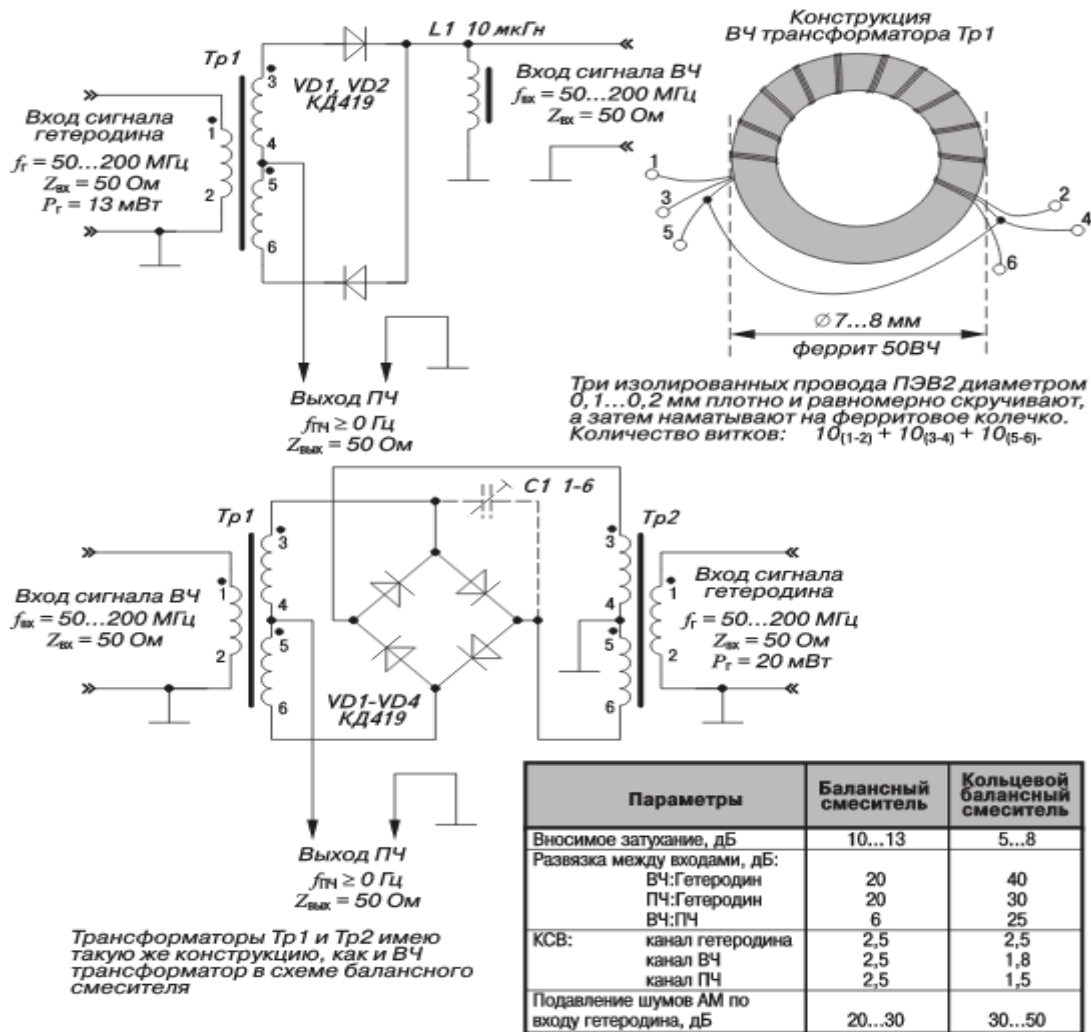 L1 10 мкГн
Тр1
3
4
5
6
1
2
VD1, VD2
КД419
Вход сигнала
гетеродина
fг = 50...200 МГц
Zвх = 50 Ом
Pг = 13 мВт
Вход сигнала ВЧ
fвх = 50...200 МГц
Zвх = 50 Ом
Выход ПЧ
fПЧ ≥ 0 Гц
Zвых = 50 Ом
Конструкция
ВЧ трансформатора Тр1
1
3
5
2
4
6
∅ 7...8 мм
феррит 50ВЧ
Три изолированных провода ПЭВ2 диаметром
0,1...0,2 мм плотно и равномерно скручивают,
а затем наматывают на ферритовое колечко.
Количество витков: 10(1-2) + 10(3-4) + 10(5-6).
C1 1-6
Тр1
3
4
5
6
1
2
Вход сигнала ВЧ
fвх = 50...200 МГц
Zвх = 50 Ом
VD1-VD4
КД419
Тр2
3
4
5
6
1
2
Вход сигнала
гетеродина
fг = 50...200 МГц
Zвх = 50 Ом
Pг = 20 мВт
Выход ПЧ
fПЧ ≥ 0 Гц
Zвых = 50 Ом
Трансформаторы Тр1 и Тр2 имею
такую же конструкцию, как и ВЧ
трансформатор в схеме балансного
смесителя
Параметры
Балансный
смеситель
Кольцевой
балансный
смеситель
Вносимое затухание, дБ 10...13 5...8
Развязка между входами, дБ:
ВЧ:Гетеродин 20 40
ПЧ:Гетеродин 20 30
ВЧ:ПЧ 6 25
КСВ: канал гетеродина 2,5 2,5
канал ВЧ 2,5 1,8
канал ПЧ 2,5 1,5
Подавление шумов АМ по
входу гетеродина, дБ 20...30 30...50